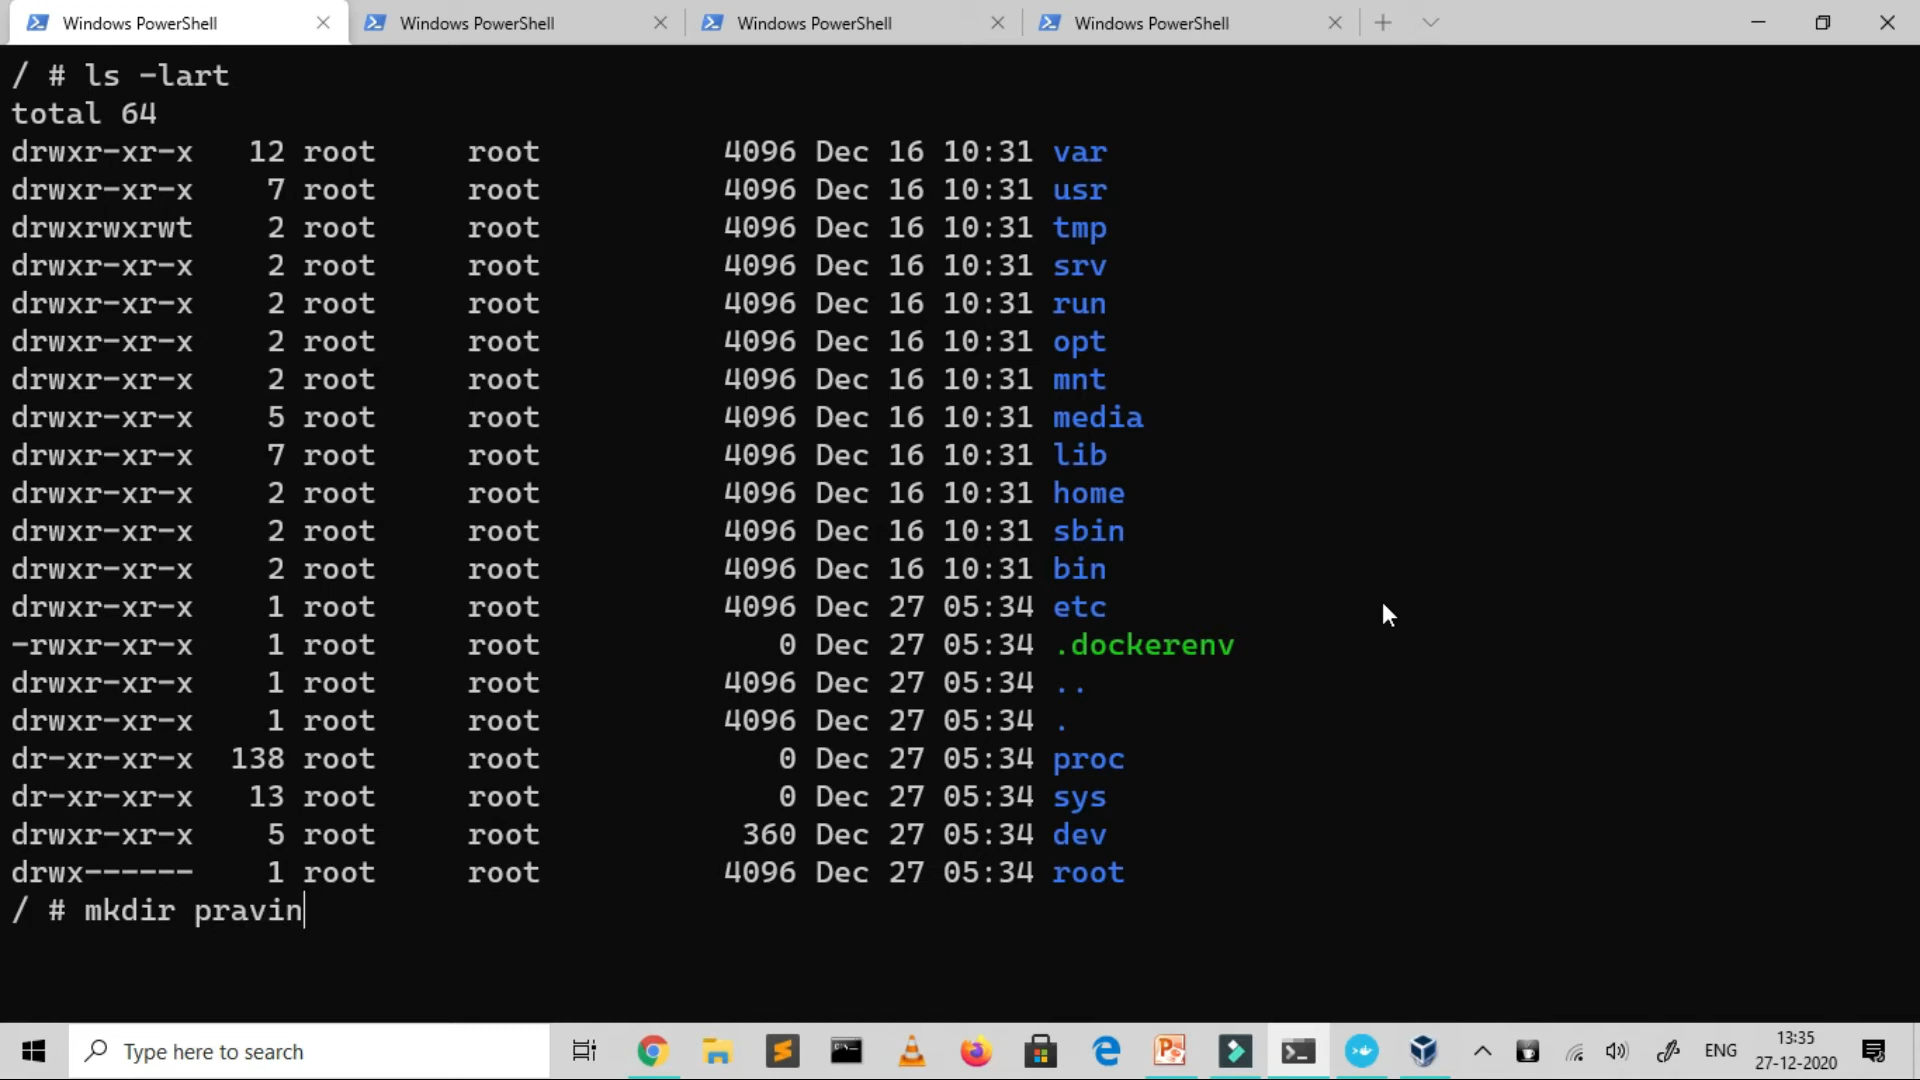 Windows PowerShell
Windows PowerShell
Windows PowerShell
Windows PowerShell
/ # ls -lart
total 64
drwxr-xr-x 12 root root 4096 Dec 16 10:31 var
drwxr-xr-x 7 root root 4096 Dec 16 10:31 usr
drwxrwxrwt 2 root root 4096 Dec 16 10:31 tmp
drwxr-xr-x 2 root root 4096 Dec 16 10:31 srv
drwxr-xr-x 2 root root 4096 Dec 16 10:31 run
drwxr-xr-x 2 root root 4096 Dec 16 10:31 opt
drwxr-xr-x 2 root root 4096 Dec 16 10:31 mnt
drwxr-xr-x 5 root root 4096 Dec 16 10:31 media
drwxr-xr-x 7 root root 4096 Dec 16 10:31 lib
drwxr-xr-x 2 root root 4096 Dec 16 10:31 home
drwxr-xr-x 2 root root 4096 Dec 16 10:31 sbin
drwxr-xr-x 2 root root 4096 Dec 16 10:31 bin
drwxr-xr-x 1 root root 4096 Dec 27 05:34 etc
-rwxr-xr-x 1 root root 0 Dec 27 05:34 .dockerenv
drwxr-xr-x 1 root root 4096 Dec 27 05:34 ..
drwxr-xr-x 1 root root 4096 Dec 27 05:34 .
dr-xr-xr-x 138 root root 0 Dec 27 05:34 proc
dr-xr-xr-x 13 root root 0 Dec 27 05:34 sys
drwxr-xr-x 5 root root 360 Dec 27 05:34 dev
drwx------ 1 root root 4096 Dec 27 05:34 root
/ # mkdir pravin
Type here to search
ENG
13:35
27-12-2020